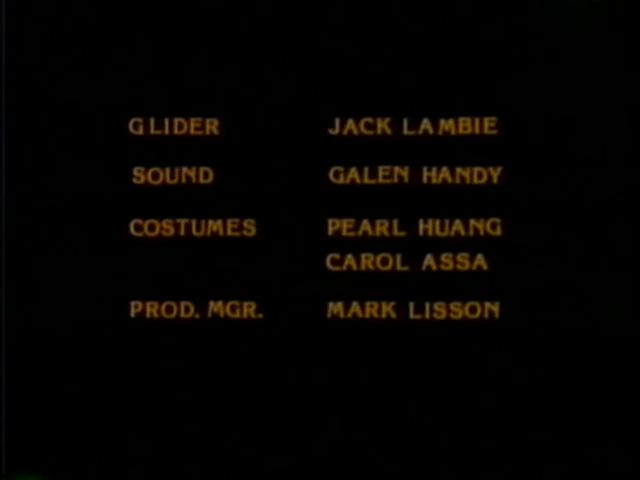 GLIDER JACK LAMBIE
SOUND GALEN HANDY
COSTUMES PEARL HUANG
CAROL ASSA
PROD. MGR. MARK LISSON